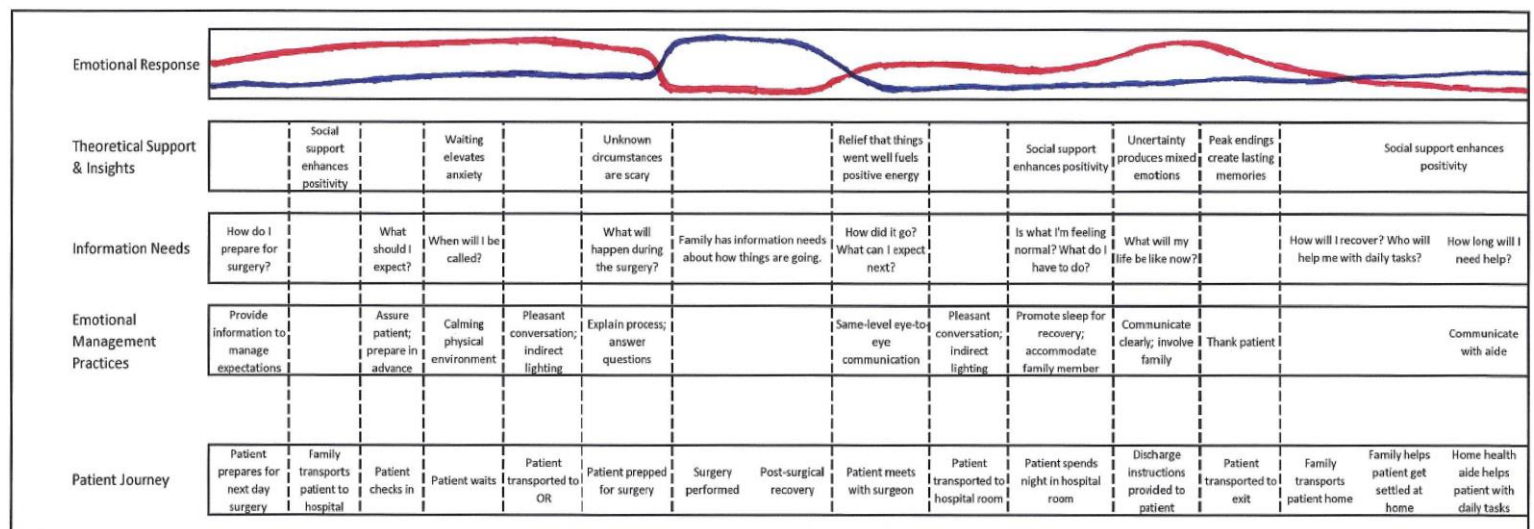 Emotional Response
Theoretical Support
& Insights
Social
support
enhances
positivity
Waiting
elevates
anxiety
Unknown
circumstances
are scary
Relief that things
went well fuels
positive energy
Social support
enhances positivity
Uncertainty
produces mixed
emotions
Peak endings
create lasting
memories
Social support enhances
positivity
Information Needs
How do I
prepare for
surgery?
What
should I
expect?
When will I be
called?
What will
happen during
the surgery?
Family has information needs
about how things are going.
How did it go?
What can I expect
next?
Is what I'm feeling
normal? What do I
have to do?
What will my
life be like now?
How will I recover? Who will
help me with daily tasks?
How long will I
need help?
Emotional
Management
Practices
Provide
information to
manage
expectations
Assure
patient;
prepare in
advance
Calming
physical
environment
Pleasant
conversation;
indirect
lighting
Explain process;
answer
questions
Same-level eye-to-
eye
communication
Pleasant
conversation;
indirect
lighting
Promote sleep for
recovery;
accommodate
family member
Communicate
clearly; involve
family
Thank patient
Communicate
with aide
Patient Journey
Patient
prepares for
next day
surgery
Family
transports
patient to
hospital
Patient
checks in
Patient waits
Patient
transported to
OR
Patient prepped
for surgery
Surgery
performed
Post-surgical
recovery
Patient meets
with surgeon
Patient
transported to
hospital room
Patient spends
night in hospital
room
Discharge
instructions
provided to
patient
Patient
transported to
exit
Family
transports
patient home
Family helps
patient get
settled at
home
Home health
aide helps
patient with
daily tasks